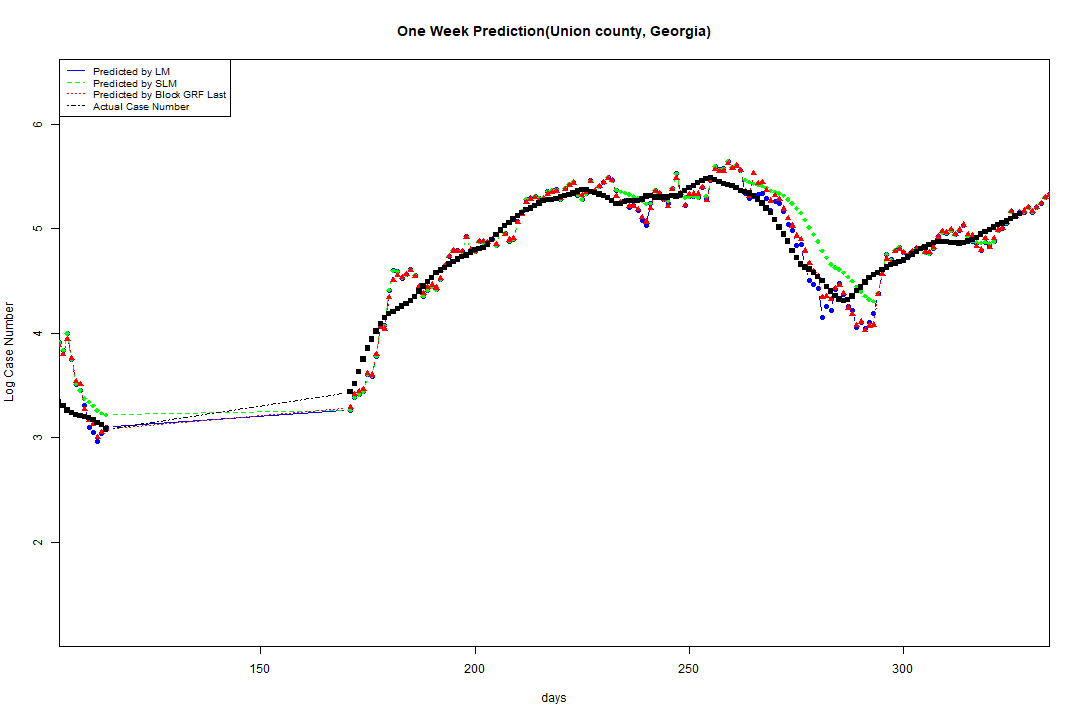 One Week Prediction(Union county, Georgia)
Predicted by LM
Predicted by SLM
Predicted by Block GRF Last
Actual Case Number
6
5
4
3
2
Log Case Number
150 200 250 300
days